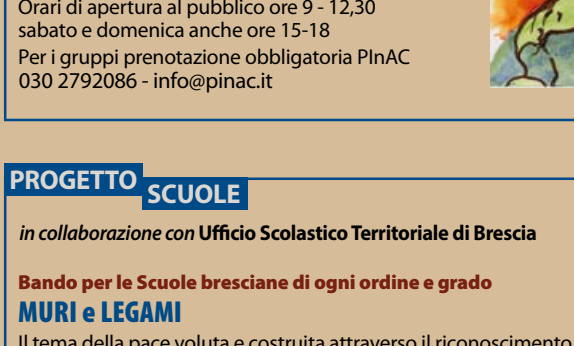 Orari di apertura al pubblico ore 9 - 12,30
sabato e domenica anche ore 15-18
Per i gruppi prenotazione obbligatoria PInAC
030 2792086 - info@pinac.it
PROGETTO
SCUOLE
in collaborazione con Ufficio Scolastico Territoriale di Brescia
Bando per le Scuole bresciane di ogni ordine e grado
MURI e LEGAMI
Il tema della pace voluta e costruita attraverso il riconoscimento